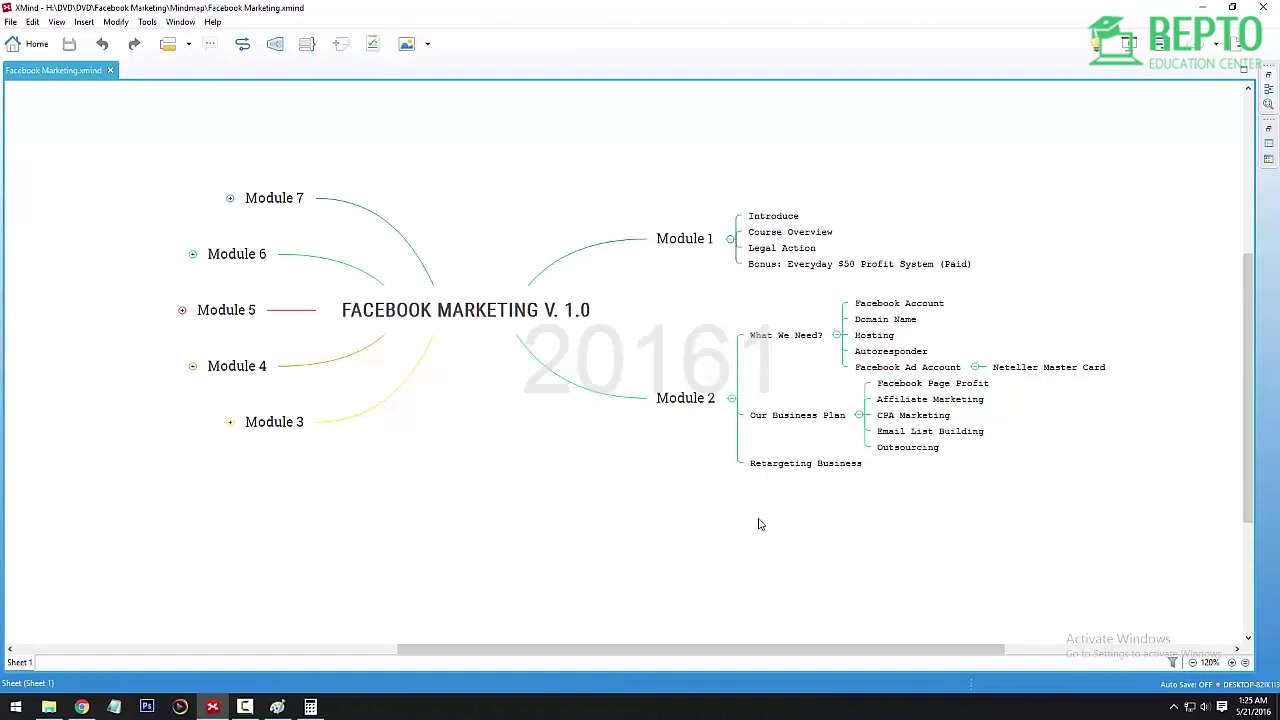 XMind - H:\DVD\DVD\Facebook Marketing\Mindmap\Facebook Marketing.xmind
File Edit View Insert Modify Tools Window Help
Home
REPTO
EDUCATION CENTER
Facebook Marketing.xmind
Module 7
Module 6
Module 5
Module 4
Module 3
FACEBOOK MARKETING V. 1.0
20161
Module 1
Introduce
Course Overview
Legal Action
Bonus: Everyday $50 Profit System (Paid)
Module 2
What We Need?
Facebook Account
Domain Name
Hosting
Autoresponder
Facebook Ad Account
Neteller Master Card
Our Business Plan
Facebook Page Profit
Affiliate Marketing
CPA Marketing
Email List Building
Outsourcing
Retargeting Business
Activate Windows
Go to Settings to activate Windows.
Sheet 1
120%
Sheet (Sheet 1)
Auto Save: OFF
1:25 AM
5/21/2016